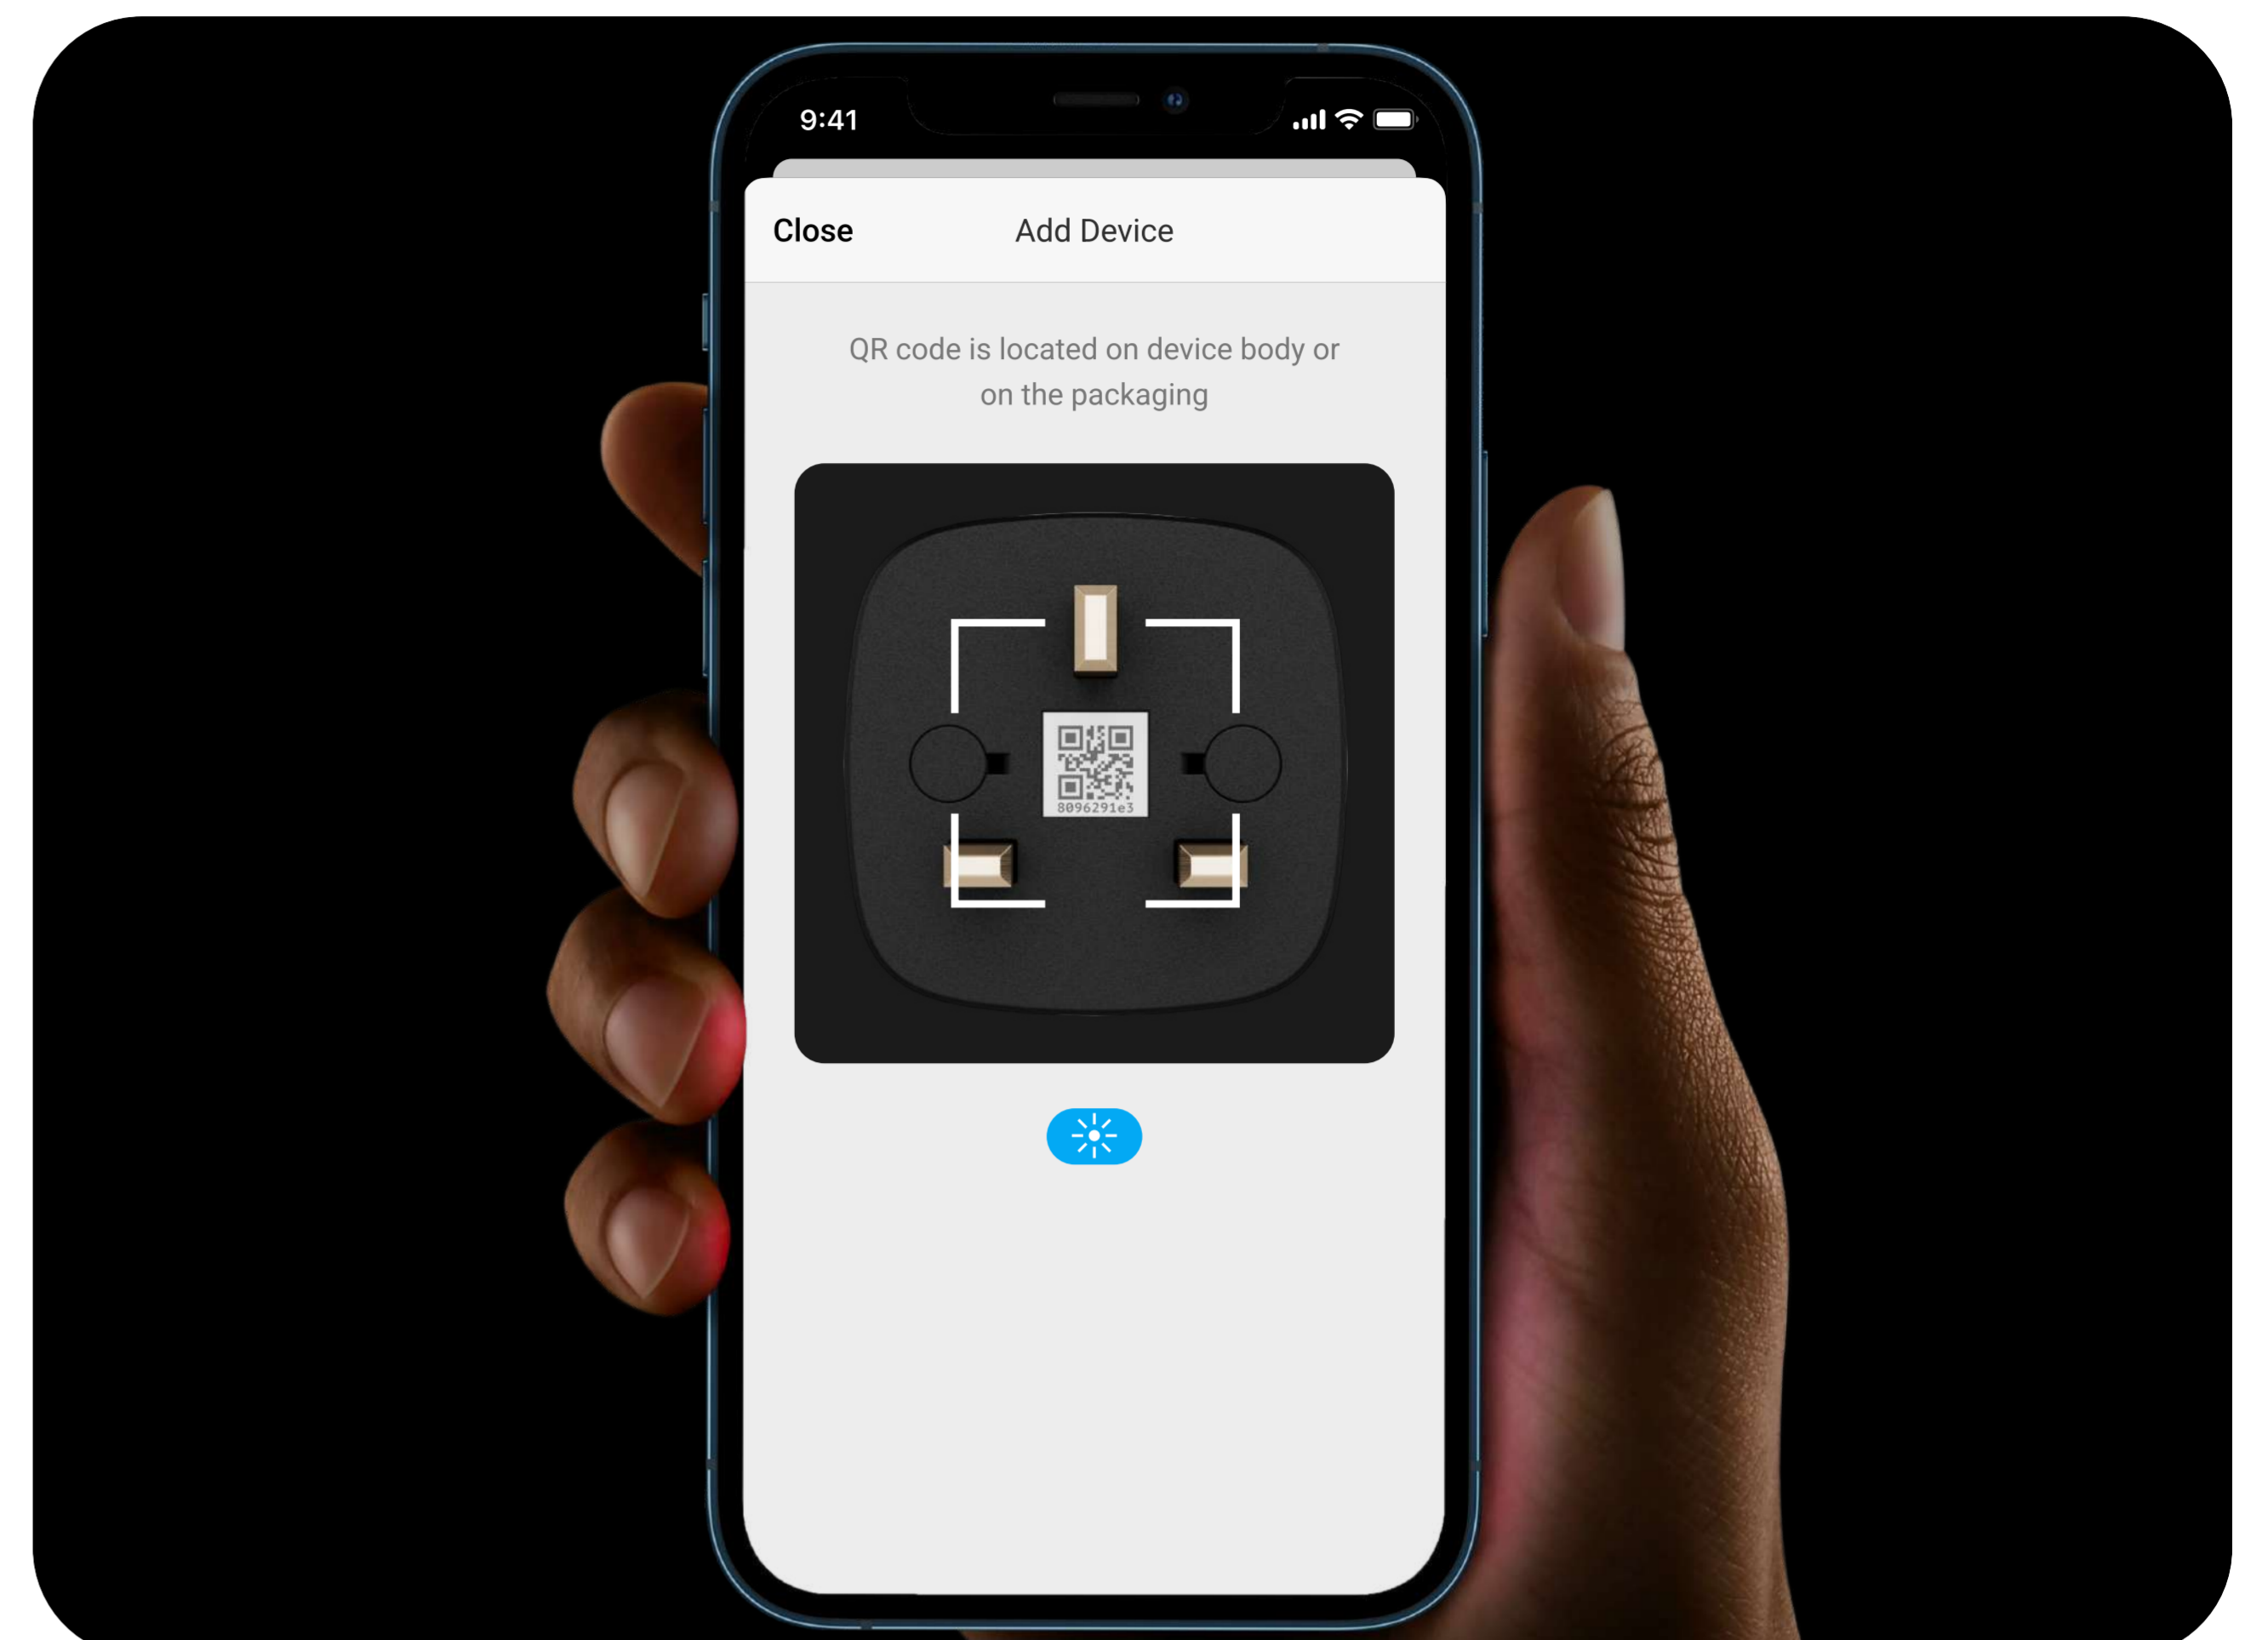 9:41
Close
Add Device
QR code is located on device body or
on the packaging
8096291e3